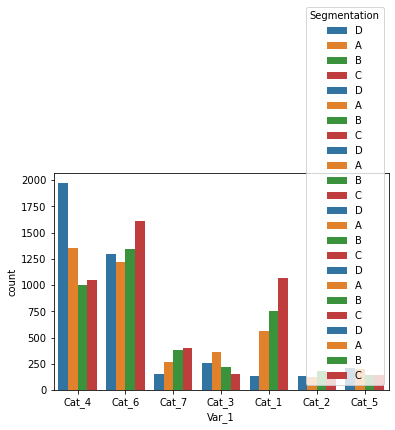 Segmentation
D
A
B
C
D
A
B
C
D
A
B
C
D
A
B
C
D
A
B
C
D
A
B
C
2000
1750
1500
1250
1000
750
500
250
0
count
Cat_4 Cat_6 Cat_7 Cat_3 Cat_1 Cat_2 Cat_5
Var_1